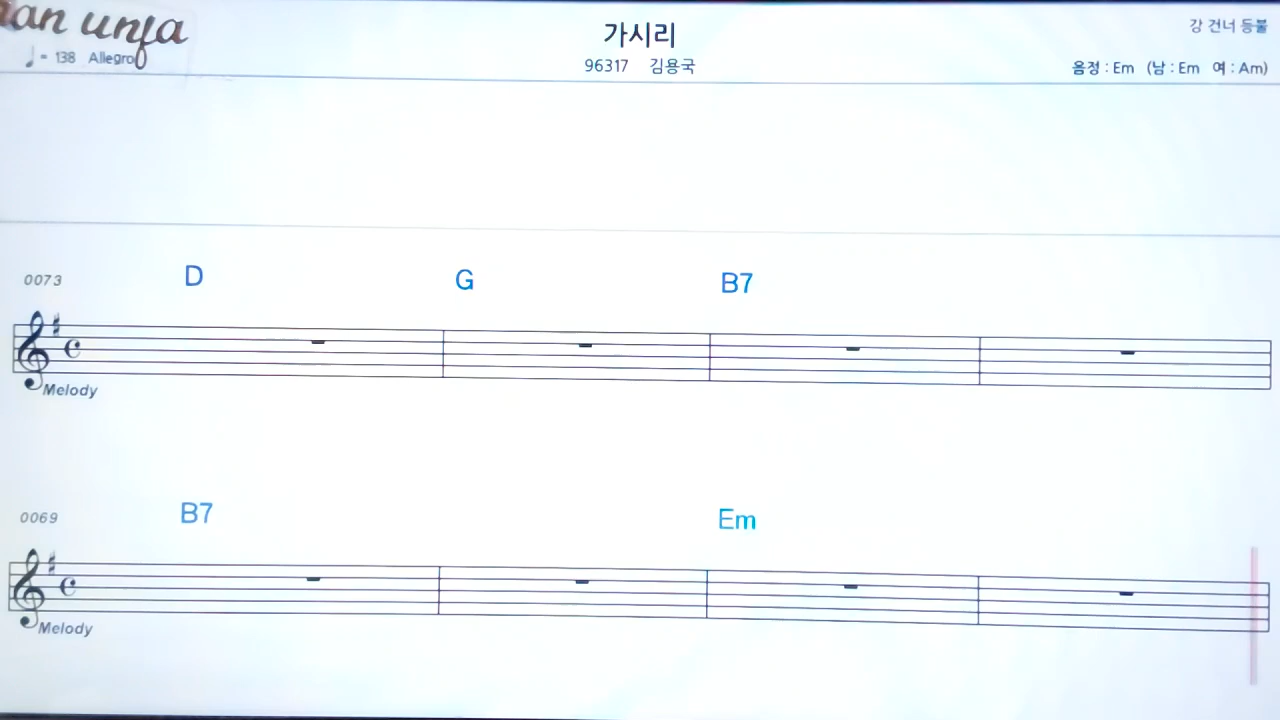 가시리
강 건너 등불
= 138 Allegro
96317 김용국
음정 : Em (남 : Em 여 : Am)
0073 D G B7
Melody
0069 B7 Em
Melody